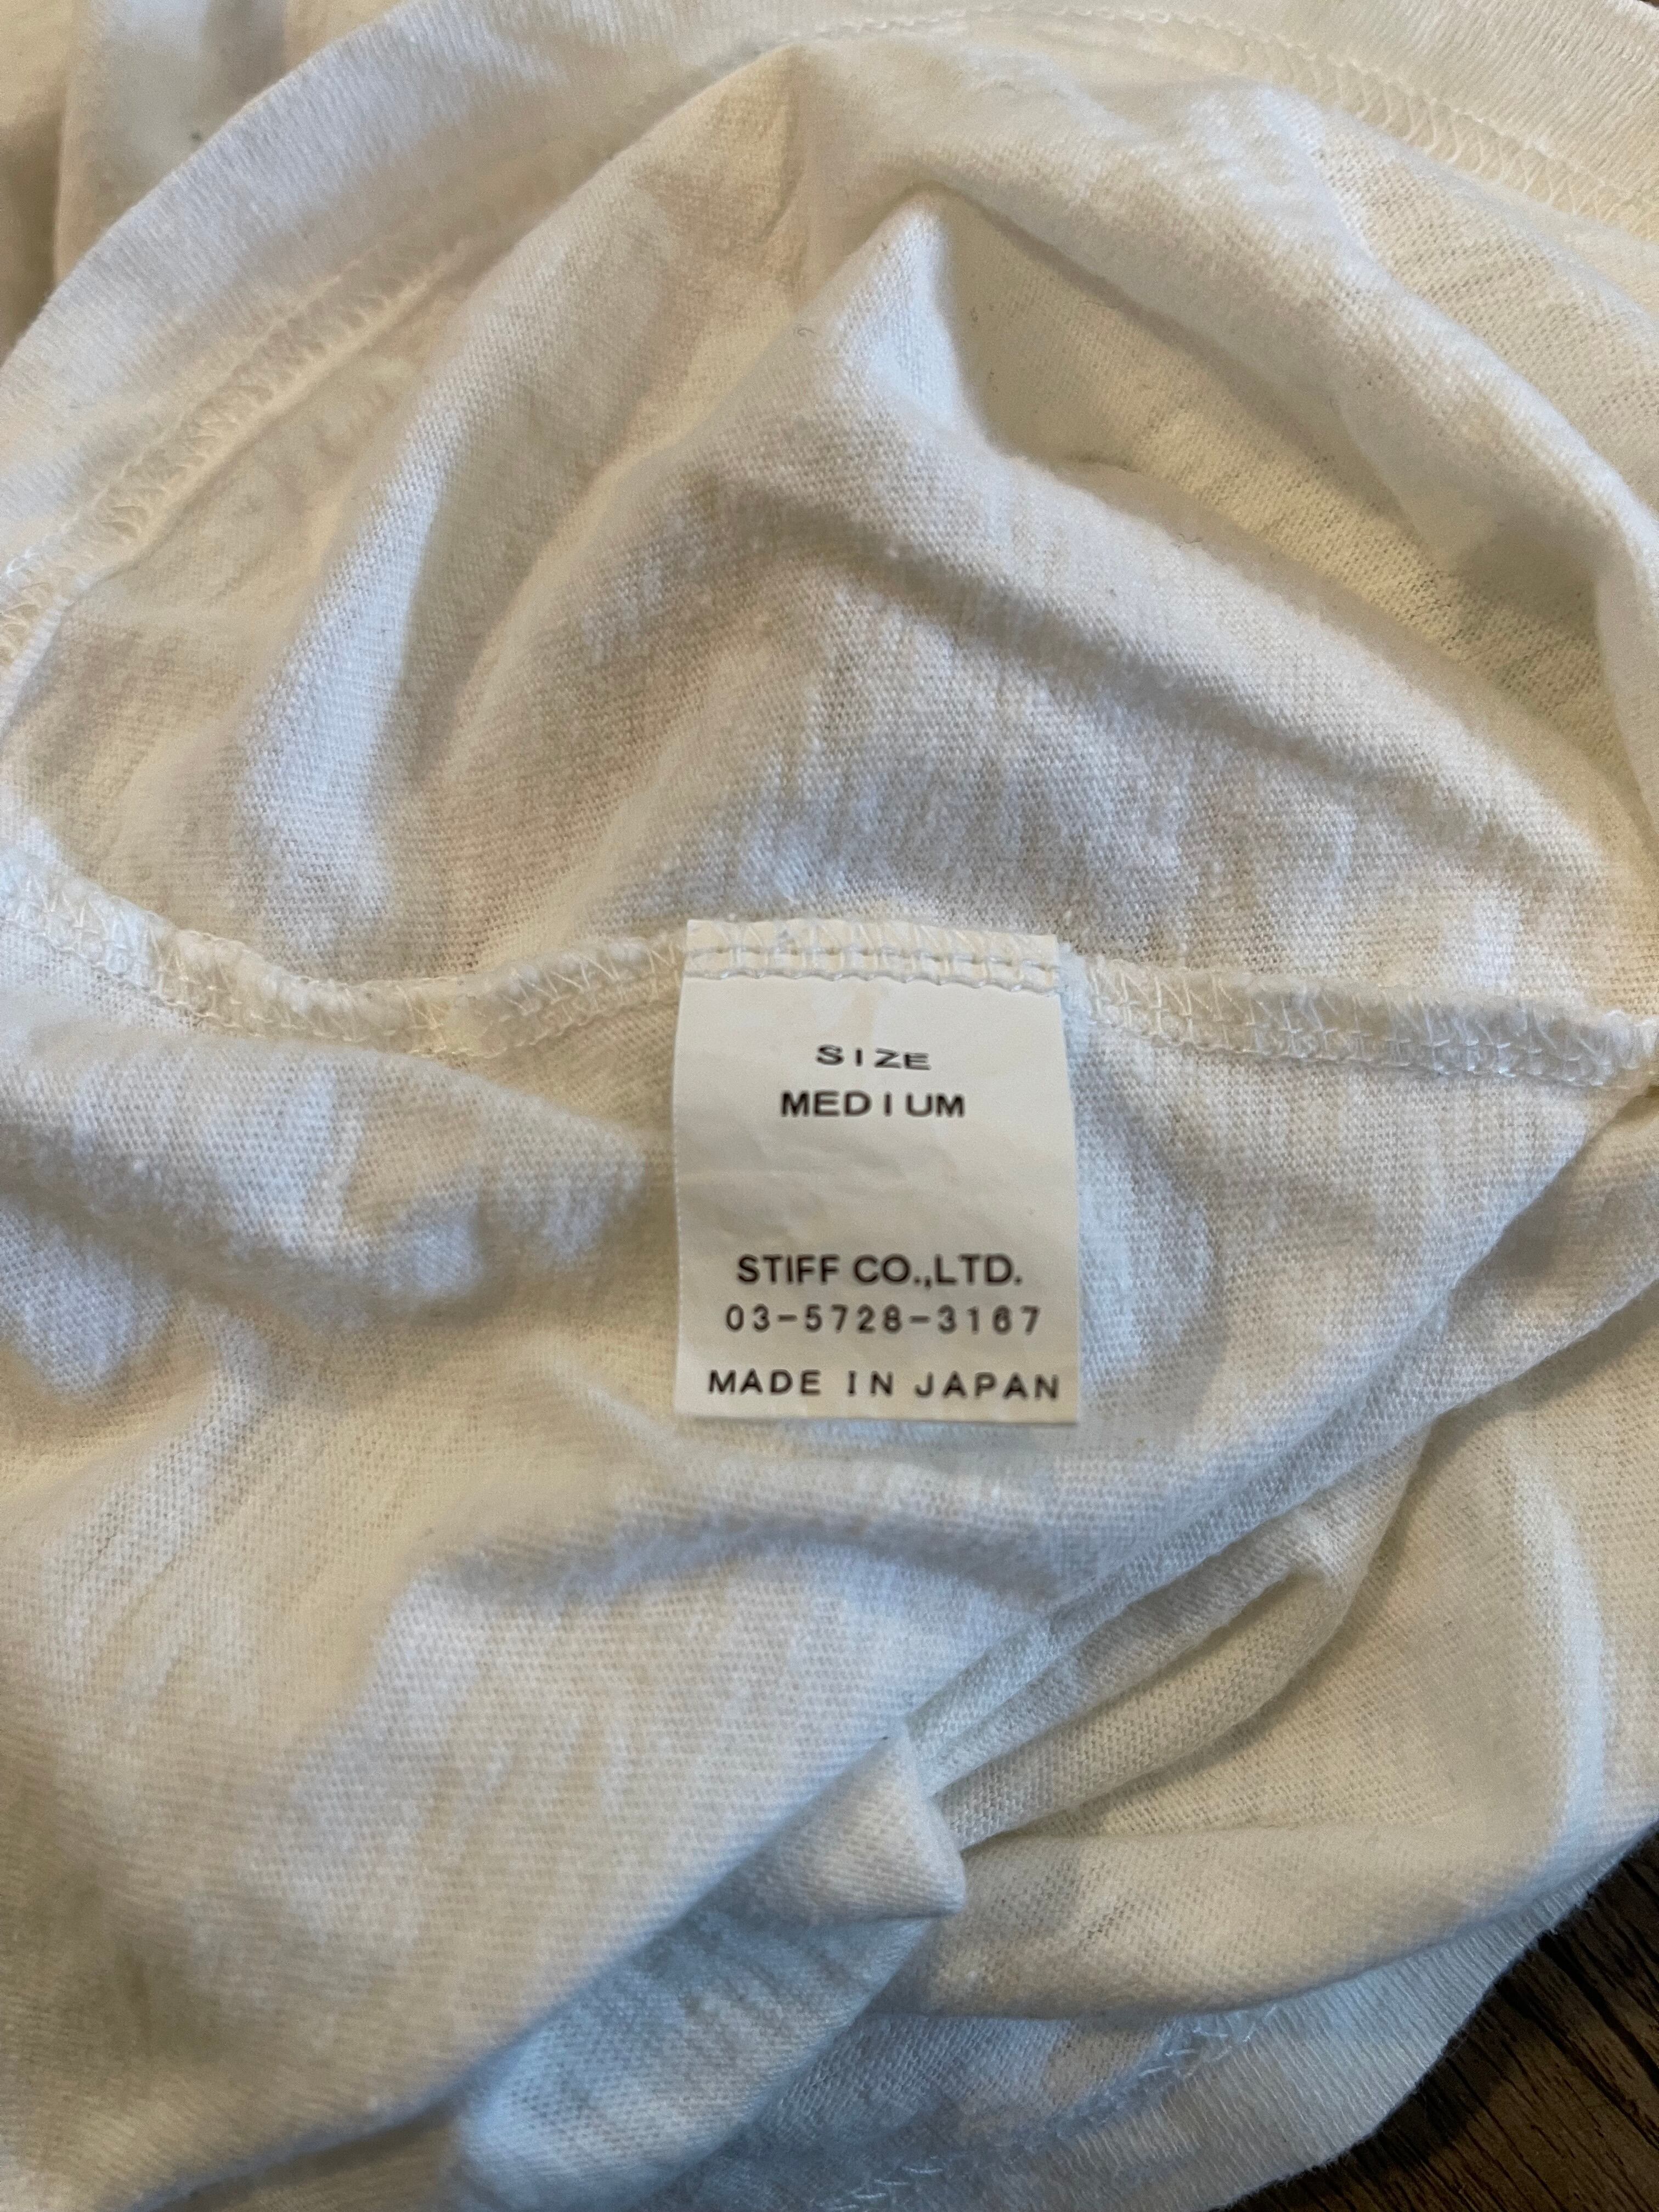 SIZE
MEDIUM
STIFF CO.,LTD.
03-5728-3167
MADE IN JAPAN